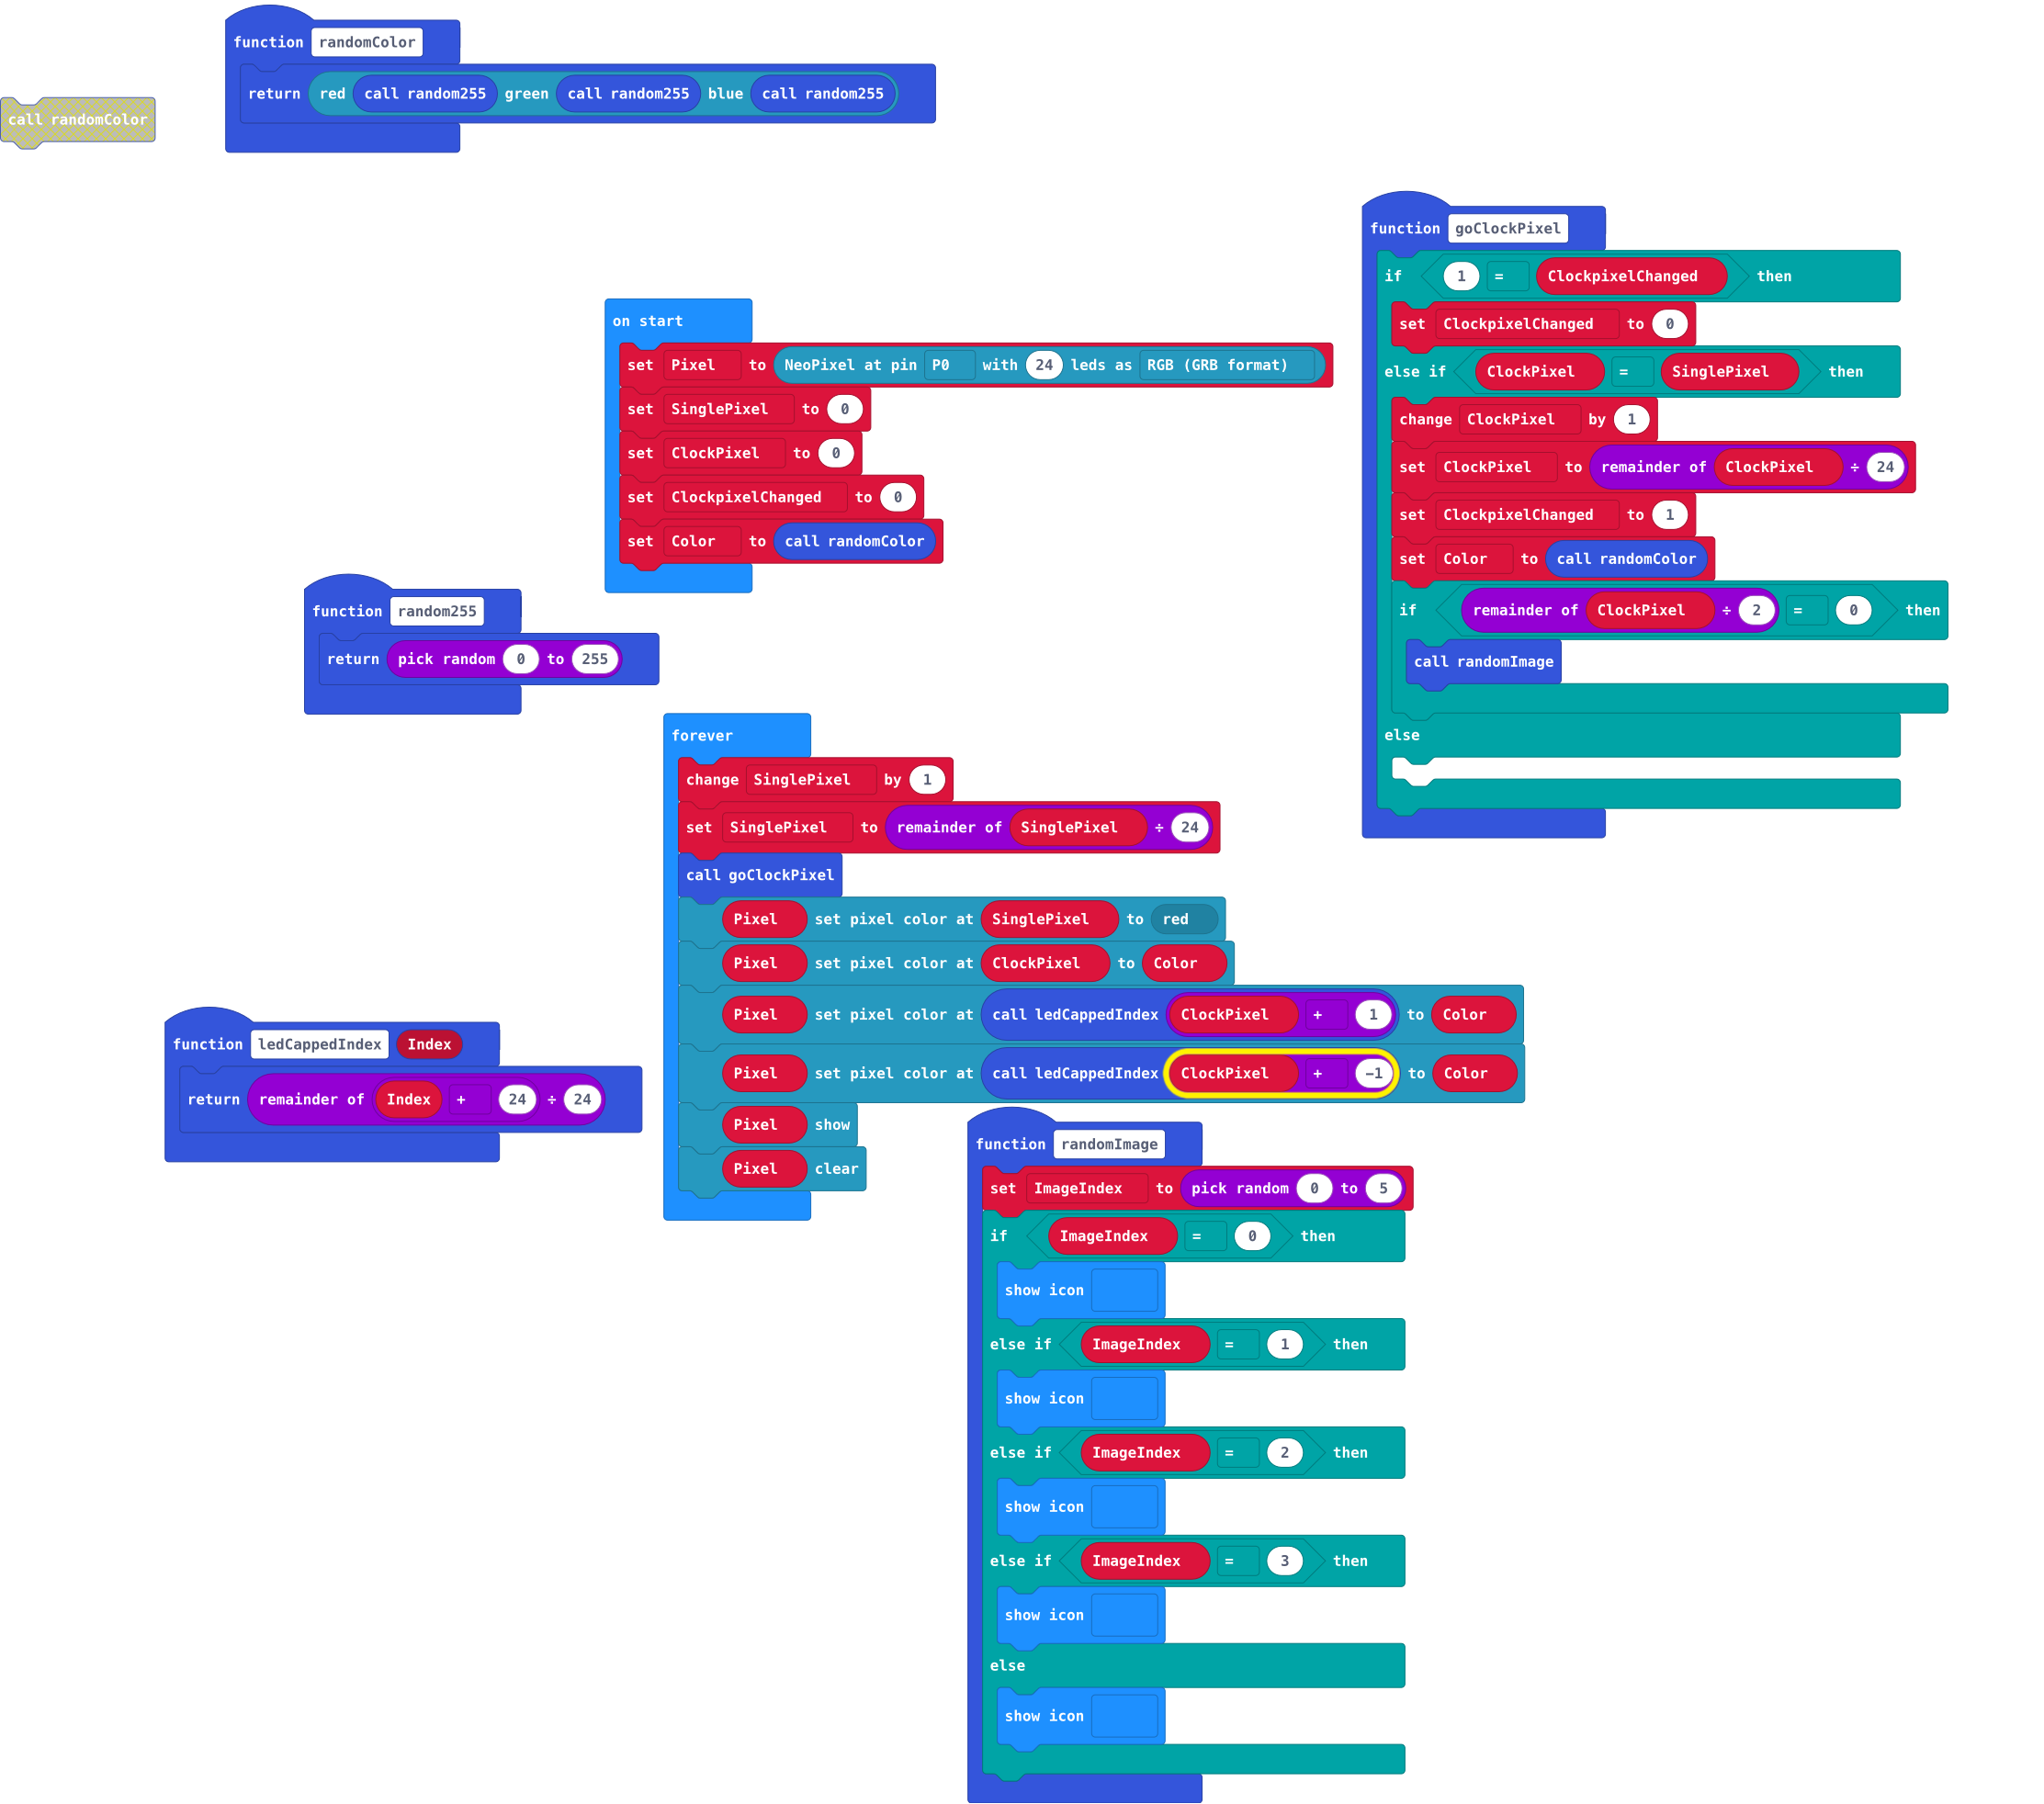 function randomColor
return red call random255 green call random255 blue call random255
call randomColor
function goClockPixel
if 1 = ClockpixelChanged then
set ClockpixelChanged to 0
else if ClockPixel = SinglePixel then
change ClockPixel by 1
set ClockPixel to remainder of ClockPixel ÷ 24
set ClockpixelChanged to 1
set Color to call randomColor
if remainder of ClockPixel ÷ 2 = 0 then
call randomImage
else
on start
set Pixel to NeoPixel at pin P0 with 24 leds as RGB (GRB format)
set SinglePixel to 0
set ClockPixel to 0
set ClockpixelChanged to 0
set Color to call randomColor
function random255
return pick random 0 to 255
forever
change SinglePixel by 1
set SinglePixel to remainder of SinglePixel ÷ 24
call goClockPixel
Pixel set pixel color at SinglePixel to red
Pixel set pixel color at ClockPixel to Color
Pixel set pixel color at call ledCappedIndex ClockPixel + 1 to Color
Pixel set pixel color at call ledCappedIndex ClockPixel + −1 to Color
Pixel show
Pixel clear
function ledCappedIndex Index
return remainder of Index + 24 ÷ 24
function randomImage
set ImageIndex to pick random 0 to 5
if ImageIndex = 0 then
show icon
else if ImageIndex = 1 then
show icon
else if ImageIndex = 2 then
show icon
else if ImageIndex = 3 then
show icon
else
show icon